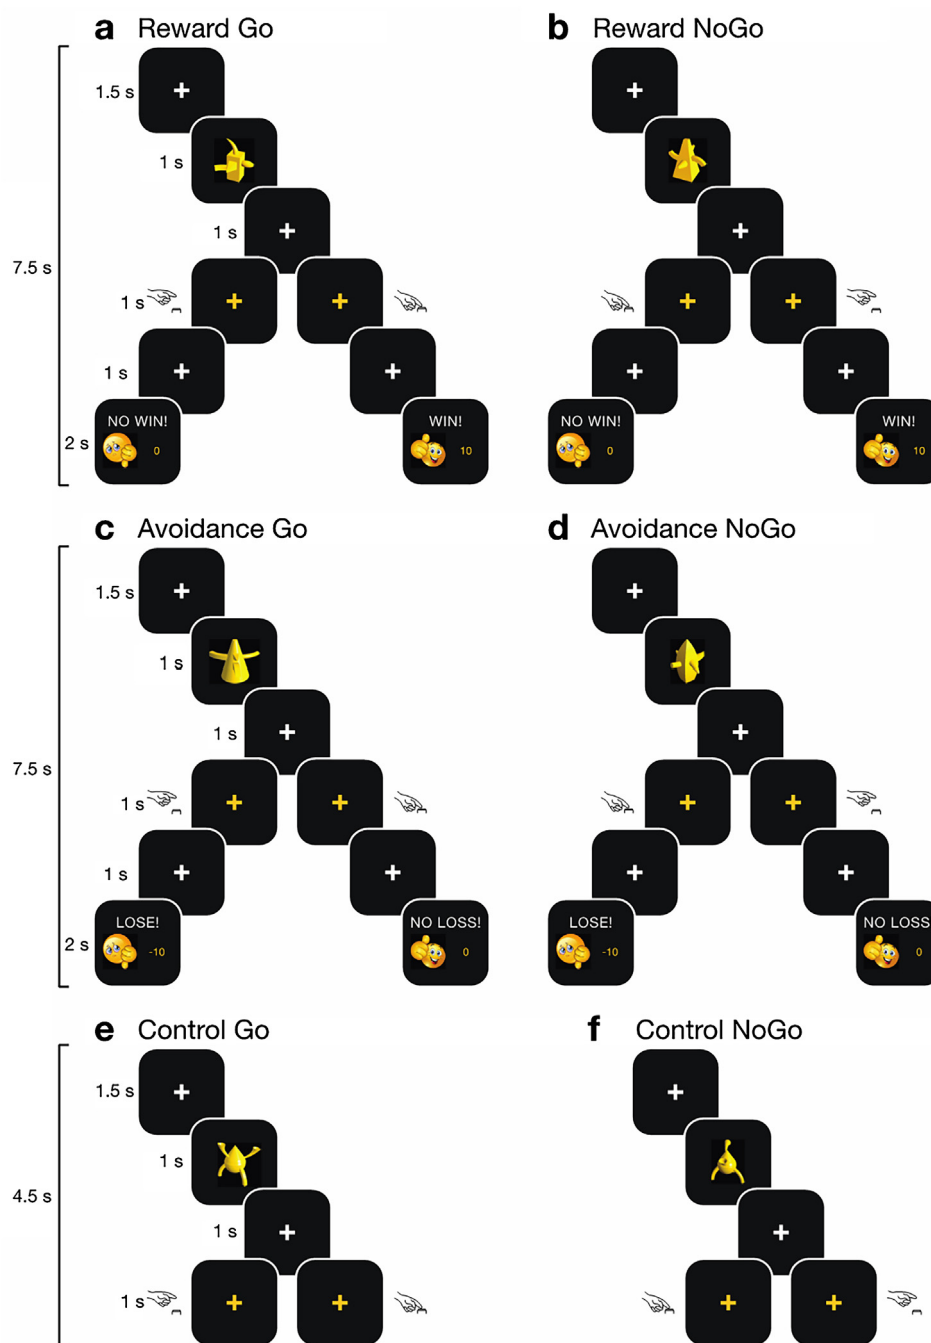 a Reward Go
b Reward NoGo
1.5 s
1 s
1 s
7.5 s
1 s
1 s
2 s
NO WIN!
0
WIN!
10
NO WIN!
0
WIN!
10
c Avoidance Go
d Avoidance NoGo
1.5 s
1 s
1 s
7.5 s
1 s
1 s
2 s
LOSE!
-10
NO LOSS!
0
LOSE!
-10
NO LOSS
0
e Control Go
f Control NoGo
1.5 s
1 s
4.5 s
1 s
1 s